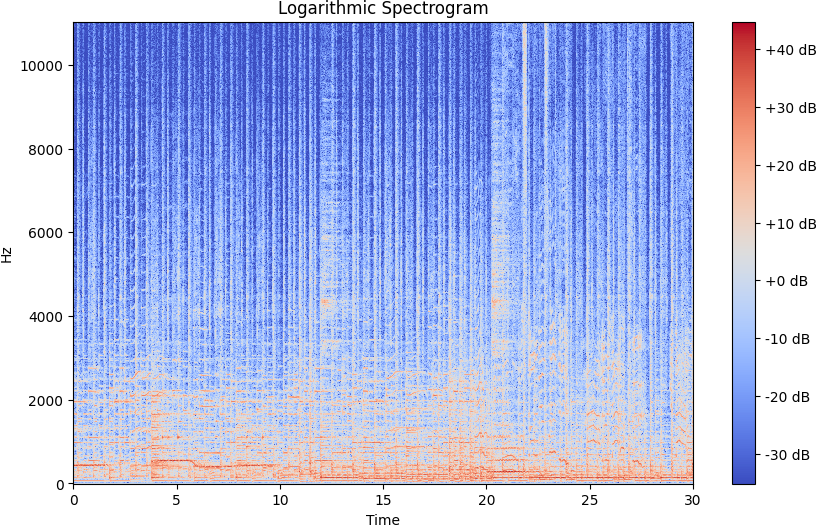 Logarithmic Spectrogram
Hz
10000
8000
6000
4000
2000
0
0 5 10 15 20 25 30
Time
+40 dB
+30 dB
+20 dB
+10 dB
+0 dB
-10 dB
-20 dB
-30 dB